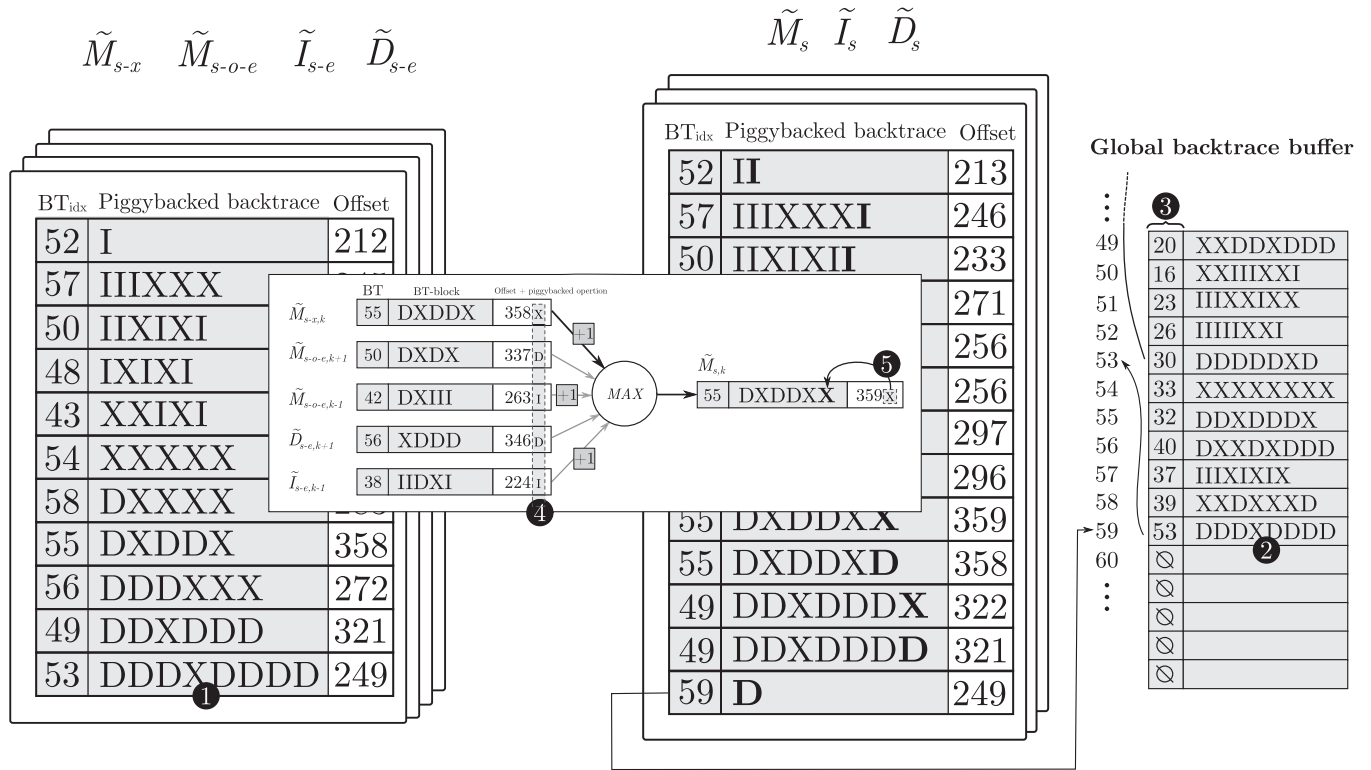 M̃s-x M̃s-o-e Ĩs-e D̃s-e
BTidx Piggybacked backtrace Offset
52 I 212
57 IIIXXX
50 IIXIXI
48 IXIXI
43 XXIXI
54 XXXXX
58 DXXXX
55 DXDDX 358
56 DDDXXX 272
49 DDXDDD 321
53 DDDXDDDD 249
1
BT BT-block Offset + piggybacked opertion
M̃s-x,k 55 DXDDX 358 X
M̃s-o-e,k+1 50 DXDX 337 D
M̃s-o-e,k-1 42 DXIII 263 I
D̃s-e,k+1 56 XDDD 346 D
Ĩs-e,k-1 38 IIDXI 224 I
4
+1
+1
+1
MAX
M̃s,k
55 DXDDXX 359 X
5
M̃s Ĩs D̃s
BTidx Piggybacked backtrace Offset
52 II 213
57 IIIXXXI 246
50 IIXIXII 233
271
256
256
297
296
55 DXDDXX 359
55 DXDDXD 358
49 DDXDDDX 322
49 DDXDDDD 321
59 D 249
Global backtrace buffer
3
49 20 XXDDXDDD
50 16 XXIIIXXI
51 23 IIIXXIXX
52 26 IIIIIXXI
53 30 DDDDDXD
54 33 XXXXXXXX
55 32 DDXDDDX
56 40 DXXDXDDD
57 37 IIIXIXIX
58 39 XXDXXXD
59 53 DDDXDDDD
2
60 ∅
∅
∅
∅
∅